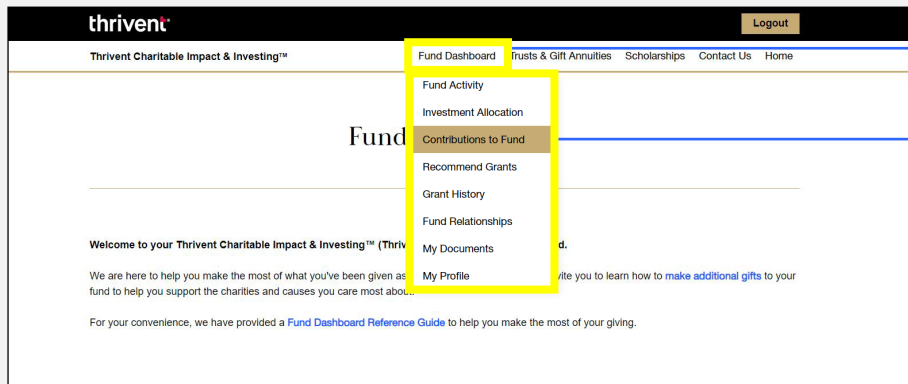 thrivent
Logout
Thrivent Charitable Impact & Investing™
Fund Dashboard Trusts & Gift Annuities Scholarships Contact Us Home
Fund Activity
Investment Allocation
Fund
Contributions to Fund
Recommend Grants
Grant History
Fund Relationships
Welcome to your Thrivent Charitable Impact & Investing™ d.
My Documents
We are here to help you make the most of what you've been given you to learn how to make additional gifts to your
My Profile
fund to help you support the charities and causes you care most about.
For your convenience, we have provided a Fund Dashboard Reference Guide to help you make the most of your giving.